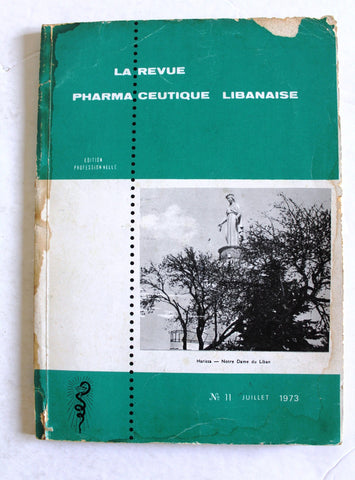 LA REVUE
PHARMACEUTIQUE LIBANAISE
EDITION
PROFESSIONNELLE
Harissa — Notre Dame du Liban
№ 11 JUILLET 1973